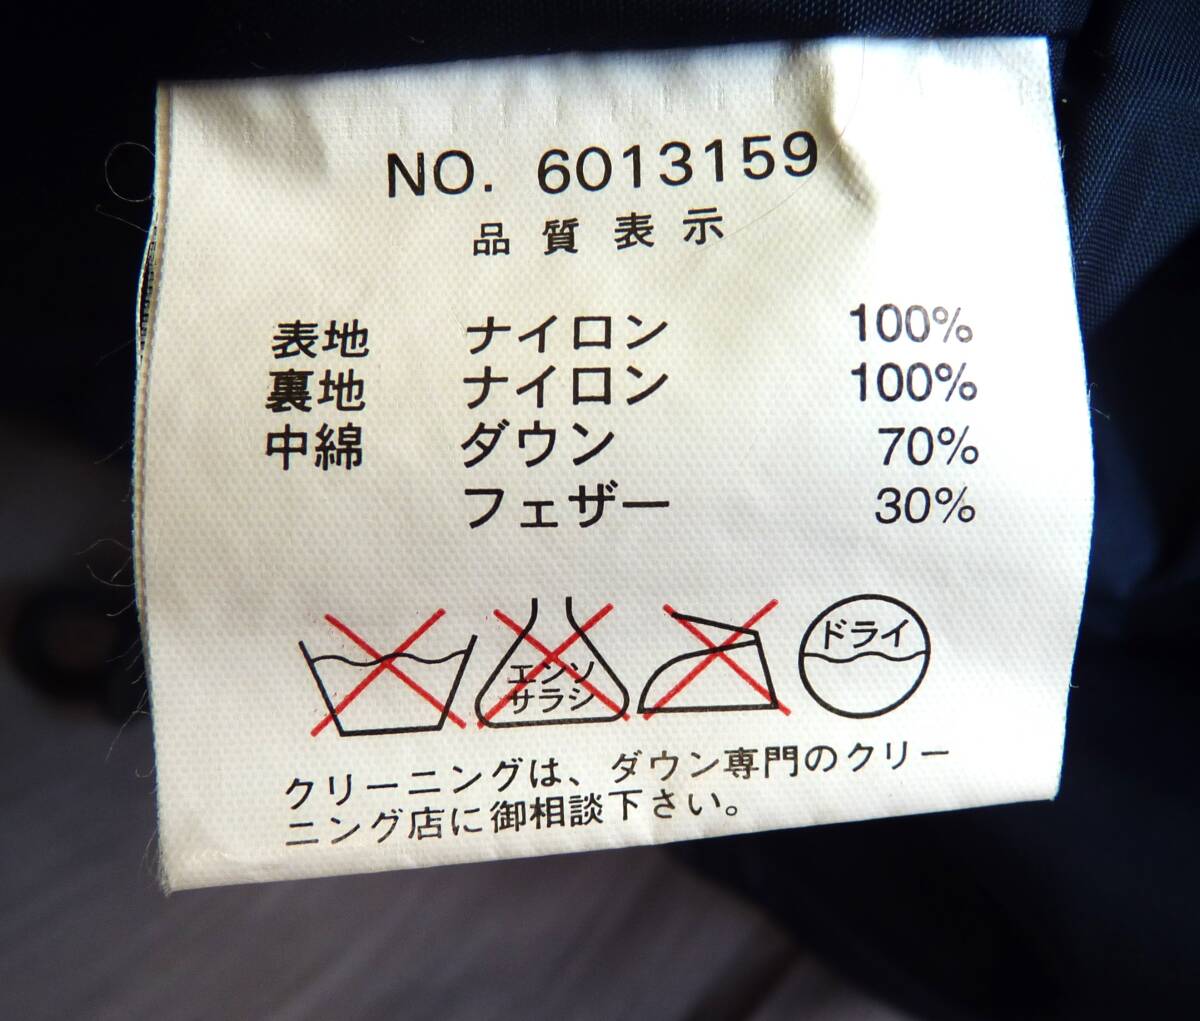 NO. 6013159
品質表示
表地 ナイロン 100%
裏地 ナイロン 100%
中綿 ダウン 70%
フェザー 30%
エンソ
サラシ
ドライ
クリーニングは、ダウン専門のクリー
ニング店に御相談下さい。